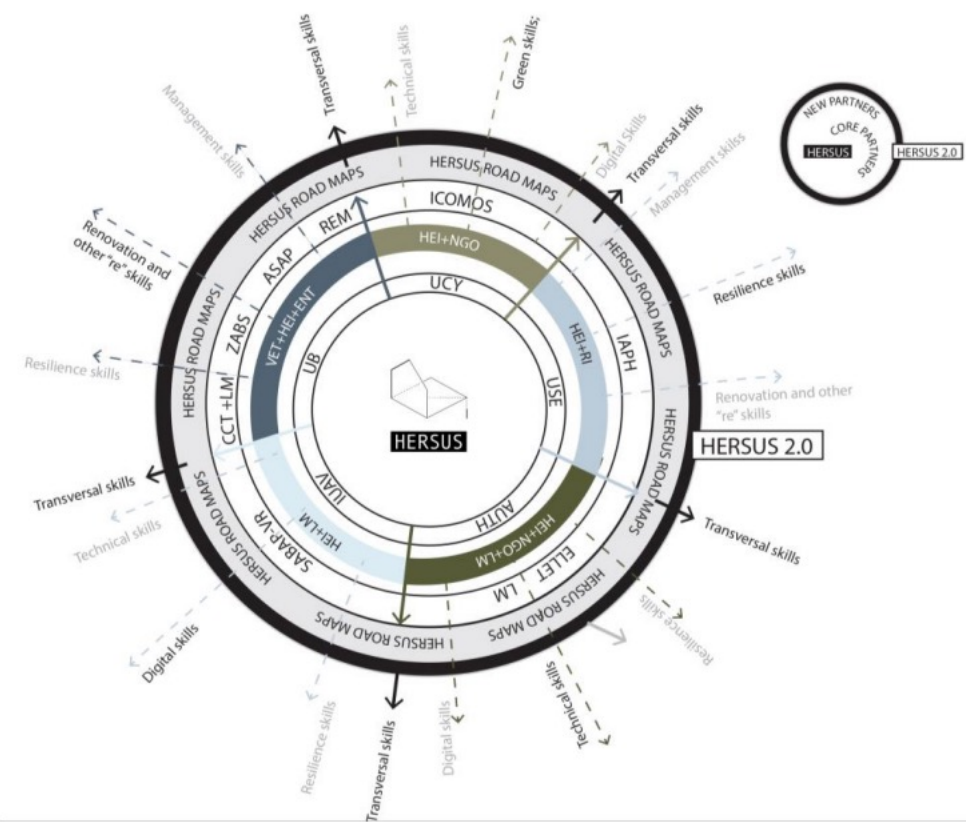 Transversal skills
Technical skills
Green skills;
Digital Skills
Transversal skills
Management skilss
Resilience skills
Renovation and other
"re" skills
Transversal skills
Resilience skills
Technical skills
Digital skills
Transversal skills
Resilience skills
Digital skills
Technical skills
Transversal skills
Resilience skills
Renovation and
other"re" skills
Management skills
HERSUS ROAD MAPS
HERSUS ROAD MAPS
HERSUS ROAD MAPS
HERSUS ROAD MAPS
HERSUS ROAD MAPS
HERSUS ROAD MAPS
HERSUS ROAD MAPS
HERSUS ROAD MAPS
ICOMOS
IAPH
ELLET
LM
SABAP-VR
CCT +LM
ZABS
ASAP
REM
HEI+NGO
HEI+RI
HEI+NGO+LM
HEI+LM
VET+HEI+ENT
UCY
USE
AUTH
IUAV
UB
HERSUS
HERSUS 2.0
NEW PARTNERS
CORE PARTNERS
HERSUS
HERSUS 2.0